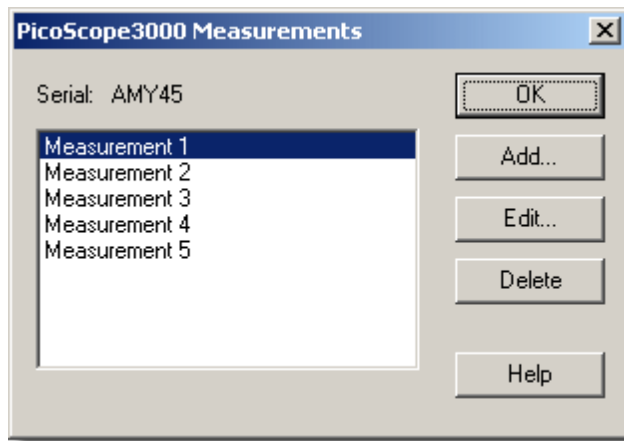 PicoScope3000 Measurements
Serial: AMY45
OK
Measurement 1
Measurement 2
Measurement 3
Measurement 4
Measurement 5
Add...
Edit...
Delete
Help